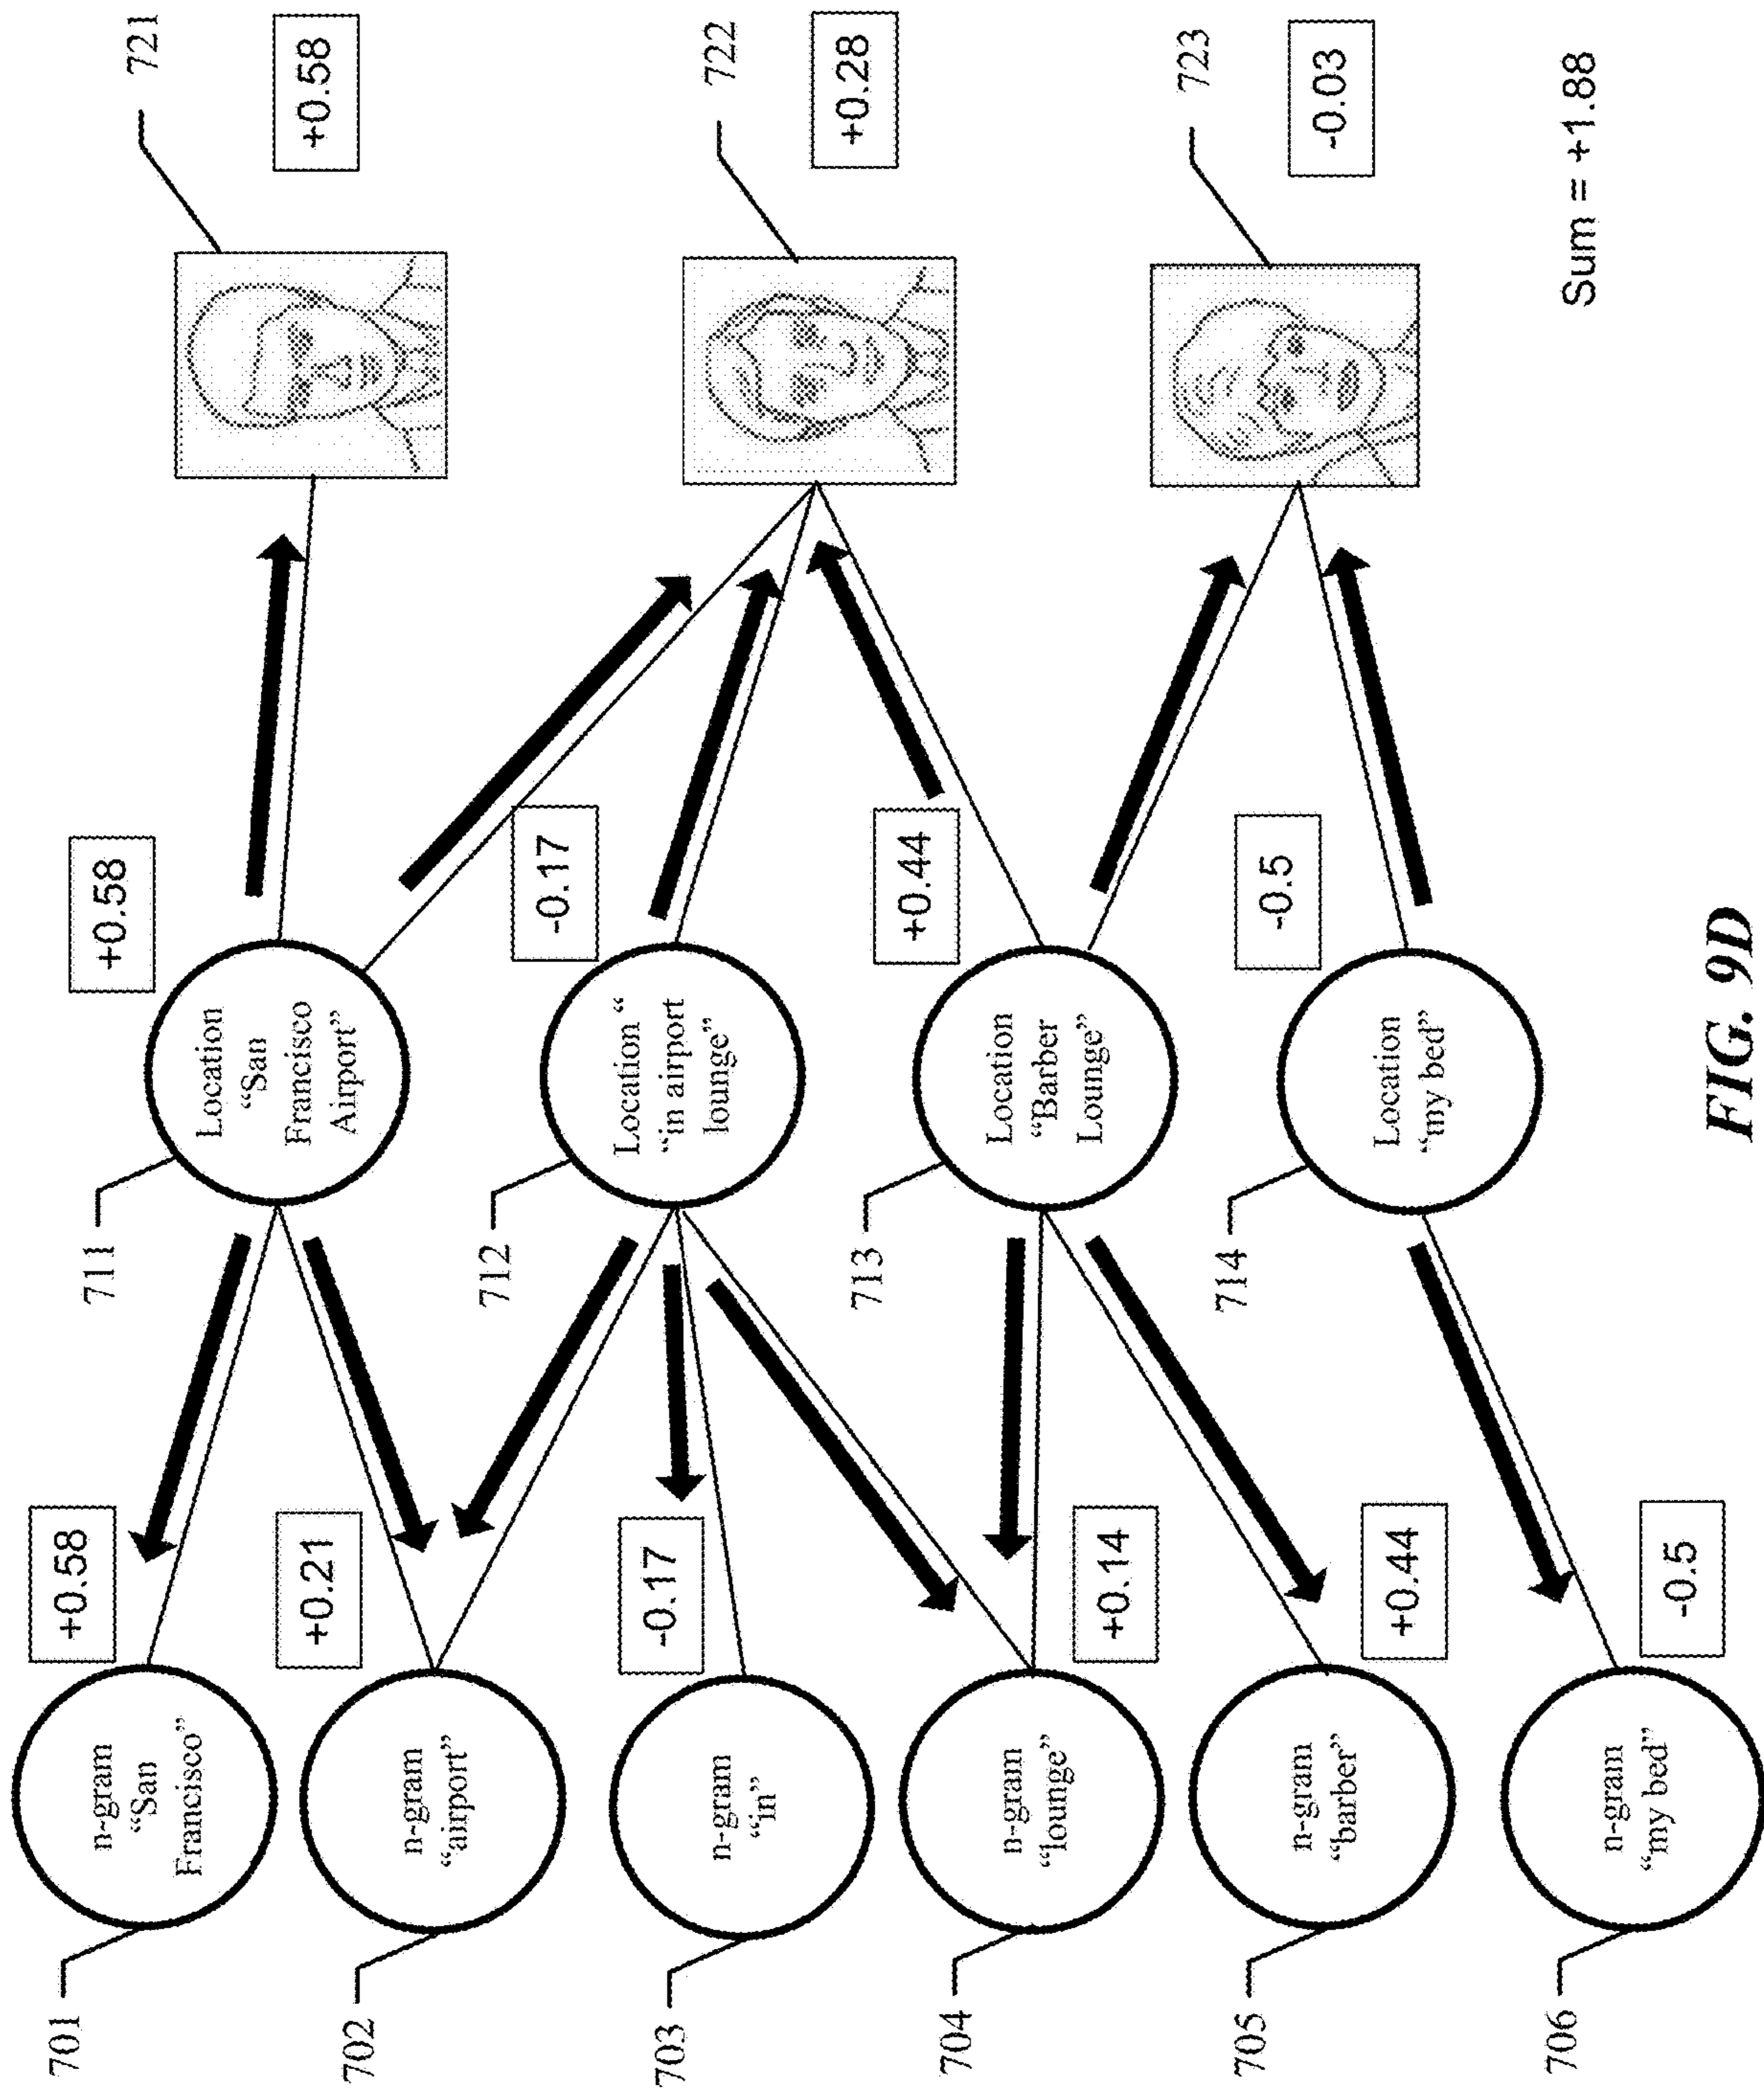 701
n-gram
“San
Francisco”
+0.58
702
n-gram
“airport”
+0.21
703
n-gram
“in”
-0.17
704
n-gram
“lounge”
+0.14
705
n-gram
“barber”
+0.44
706
n-gram
“my bed”
-0.5
711
Location
“San
Francisco
Airport”
+0.58
712
Location“
“in airport
lounge”
-0.17
713
Location
“Barber
Lounge”
+0.44
714
Location
“my bed”
-0.5
721
+0.58
722
+0.28
723
-0.03
Sum = +1.88
FIG. 9D